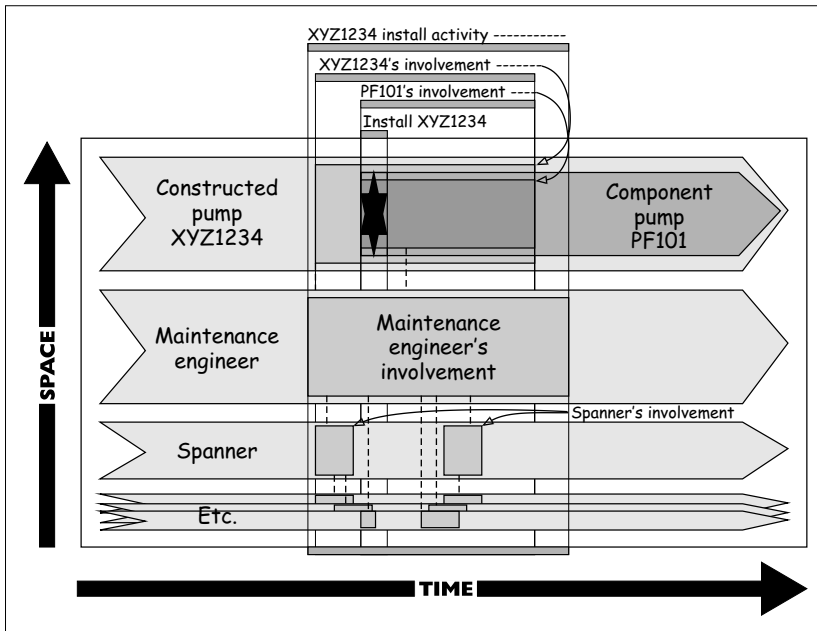 XYZ1234 install activity
XYZ1234's involvement
PF101's involvement
Install XYZ1234
Constructed
pump
XYZ1234
Component
pump
PF101
Maintenance
engineer
Maintenance
engineer's
involvement
Spanner's involvement
Spanner
Etc.
SPACE
TIME